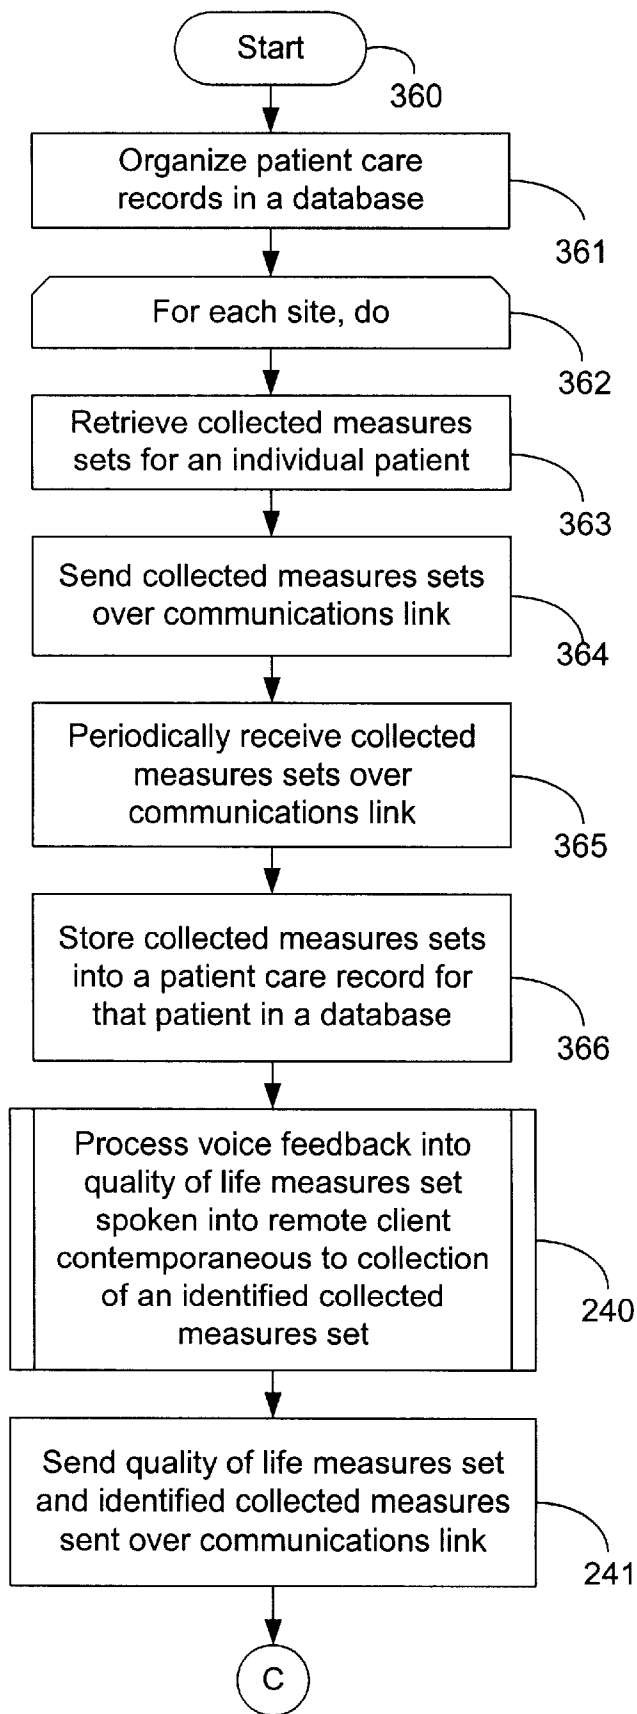 Start
360
Organize patient care
records in a database
361
For each site, do
362
Retrieve collected measures
sets for an individual patient
363
Send collected measures sets
over communications link
364
Periodically receive collected
measures sets over
communications link
365
Store collected measures sets
into a patient care record for
that patient in a database
366
Process voice feedback into
quality of life measures set
spoken into remote client
contemporaneous to collection
of an identified collected
measures set
240
Send quality of life measures set
and identified collected measures
sent over communications link
241
C